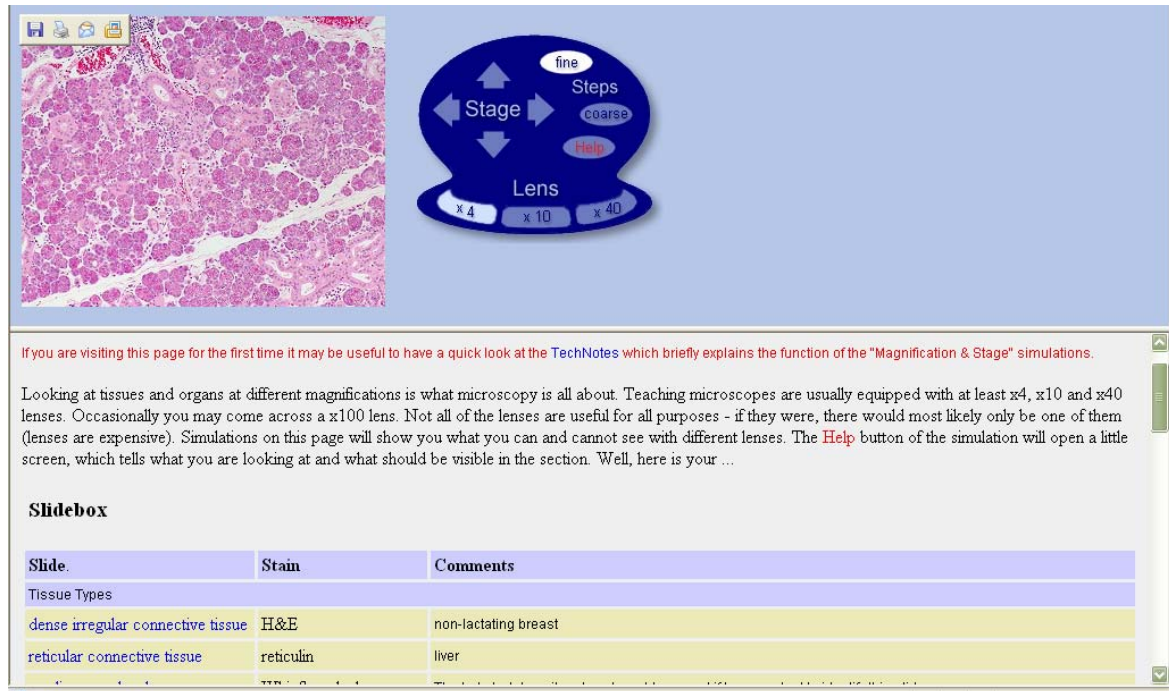 fine
Steps
Stage
coarse
Help
Lens
x 4
x 10
x 40
If you are visiting this page for the first time it may be useful to have a quick look at the TechNotes which briefly explains the function of the "Magnification & Stage" simulations.
Looking at tissues and organs at different magnifications is what microscopy is all about. Teaching microscopes are usually equipped with at least x4, x10 and x40
lenses. Occasionally you may come across a x100 lens. Not all of the lenses are useful for all purposes - if they were, there would most likely only be one of them
(lenses are expensive). Simulations on this page will show you what you can and cannot see with different lenses. The Help button of the simulation will open a little
screen, which tells what you are looking at and what should be visible in the section. Well, here is your ...
Slidebox
Slide. Stain Comments
Tissue Types
dense irregular connective tissue H&E non-lactating breast
reticular connective tissue reticulin liver